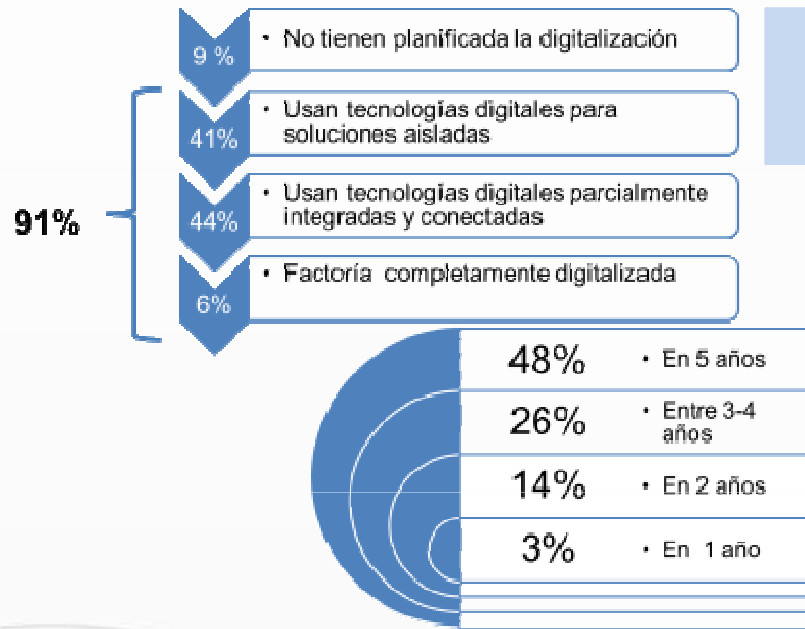 9 %
• No tienen planificada la digitalización
41%
• Usan tecnologías digitales para
soluciones aisladas
91%
44%
• Usan tecnologías digitales parcialmente
integradas y conectadas
6%
• Factoría completamente digitalizada
48%
• En 5 años
26%
• Entre 3-4
años
14%
• En 2 años
3%
• En 1 año